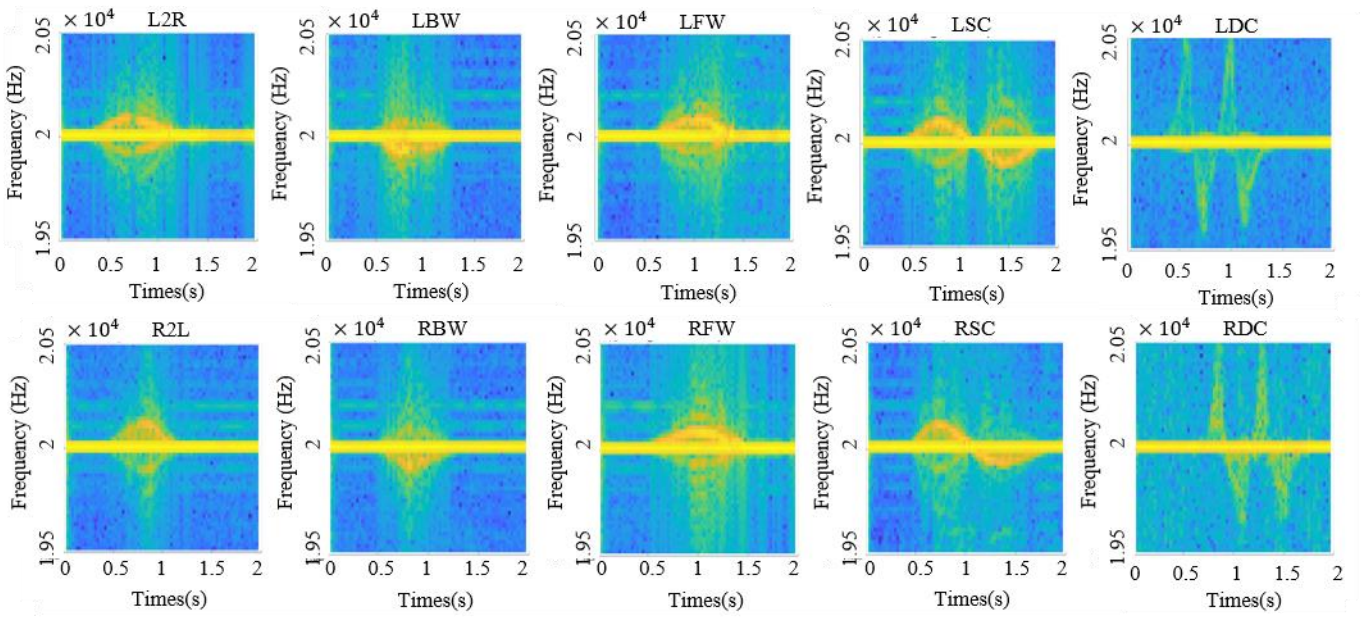 × 10⁴ L2R
2.05
2
1.95
Frequency (Hz)
0 0.5 1 1.5 2
Times(s)
× 10⁴ LBW
2.05
2
1.95
Frequency (Hz)
0 0.5 1 1.5 2
Times(s)
× 10⁴ LFW
2.05
2
1.95
Frequency (Hz)
0 0.5 1 1.5 2
Times(s)
× 10⁴ LSC
2.05
2
1.95
Frequency (Hz)
0 0.5 1 1.5 2
Times(s)
× 10⁴ LDC
2.05
2
1.95
Frequency (Hz)
0 0.5 1 1.5 2
Times(s)
× 10⁴ R2L
2.05
2
1.95
Frequency (Hz)
0 0.5 1 1.5 2
Times(s)
× 10⁴ RBW
2.05
2
1.95
Frequency (Hz)
0 0.5 1 1.5 2
Times(s)
× 10⁴ RFW
2.05
2
1.95
Frequency (Hz)
0 0.5 1 1.5 2
Times(s)
× 10⁴ RSC
2.05
2
1.95
Frequency (Hz)
0 0.5 1 1.5 2
Times(s)
× 10⁴ RDC
2.05
2
1.95
Frequency (Hz)
0 0.5 1 1.5 2
Times(s)